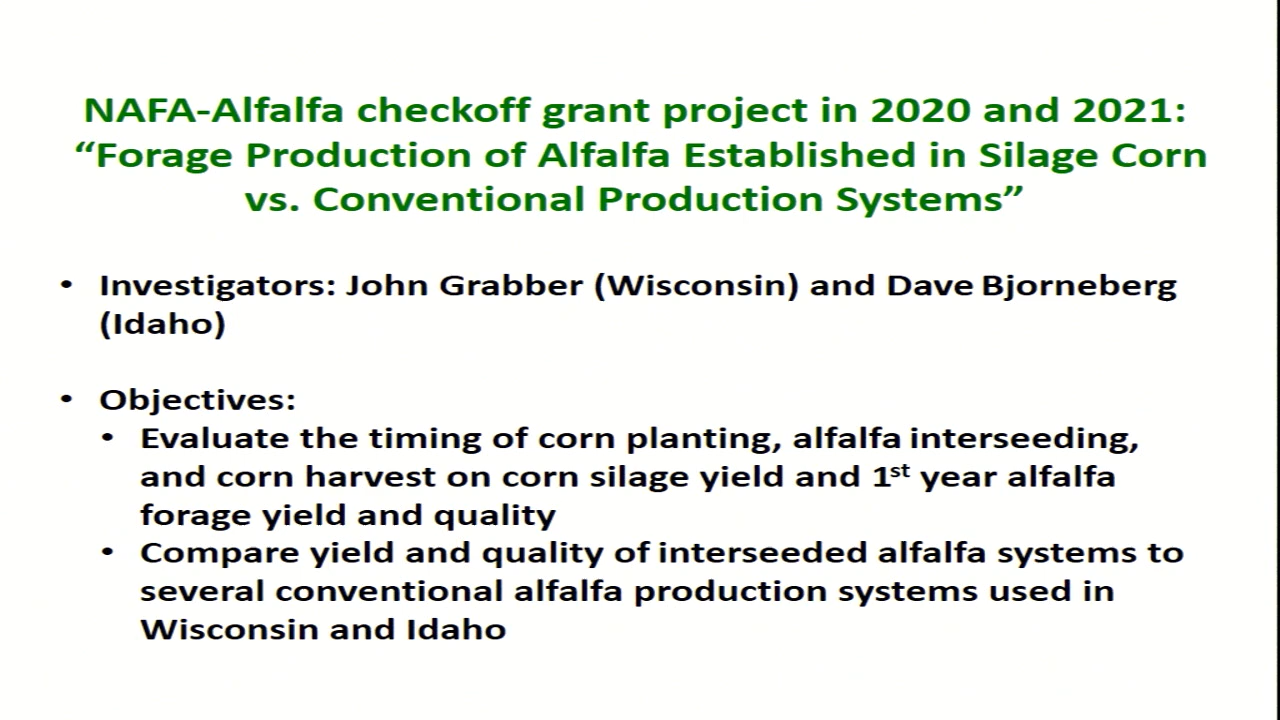 NAFA-Alfalfa checkoff grant project in 2020 and 2021:
“Forage Production of Alfalfa Established in Silage Corn
vs. Conventional Production Systems”
• Investigators: John Grabber (Wisconsin) and Dave Bjorneberg
(Idaho)
• Objectives:
• Evaluate the timing of corn planting, alfalfa interseeding,
and corn harvest on corn silage yield and 1st year alfalfa
forage yield and quality
• Compare yield and quality of interseeded alfalfa systems to
several conventional alfalfa production systems used in
Wisconsin and Idaho